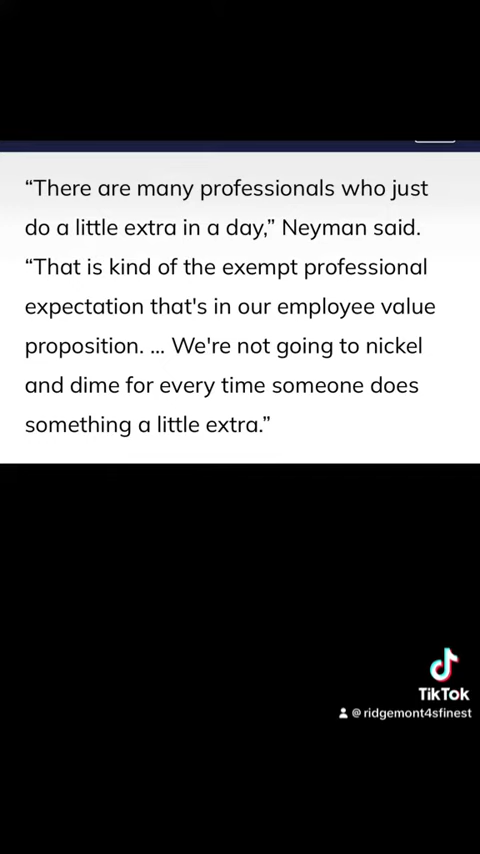 “There are many professionals who just
do a little extra in a day,” Neyman said.
“That is kind of the exempt professional
expectation that's in our employee value
proposition. ... We're not going to nickel
and dime for every time someone does
something a little extra.”
TikTok
@ridgemont4sfinest